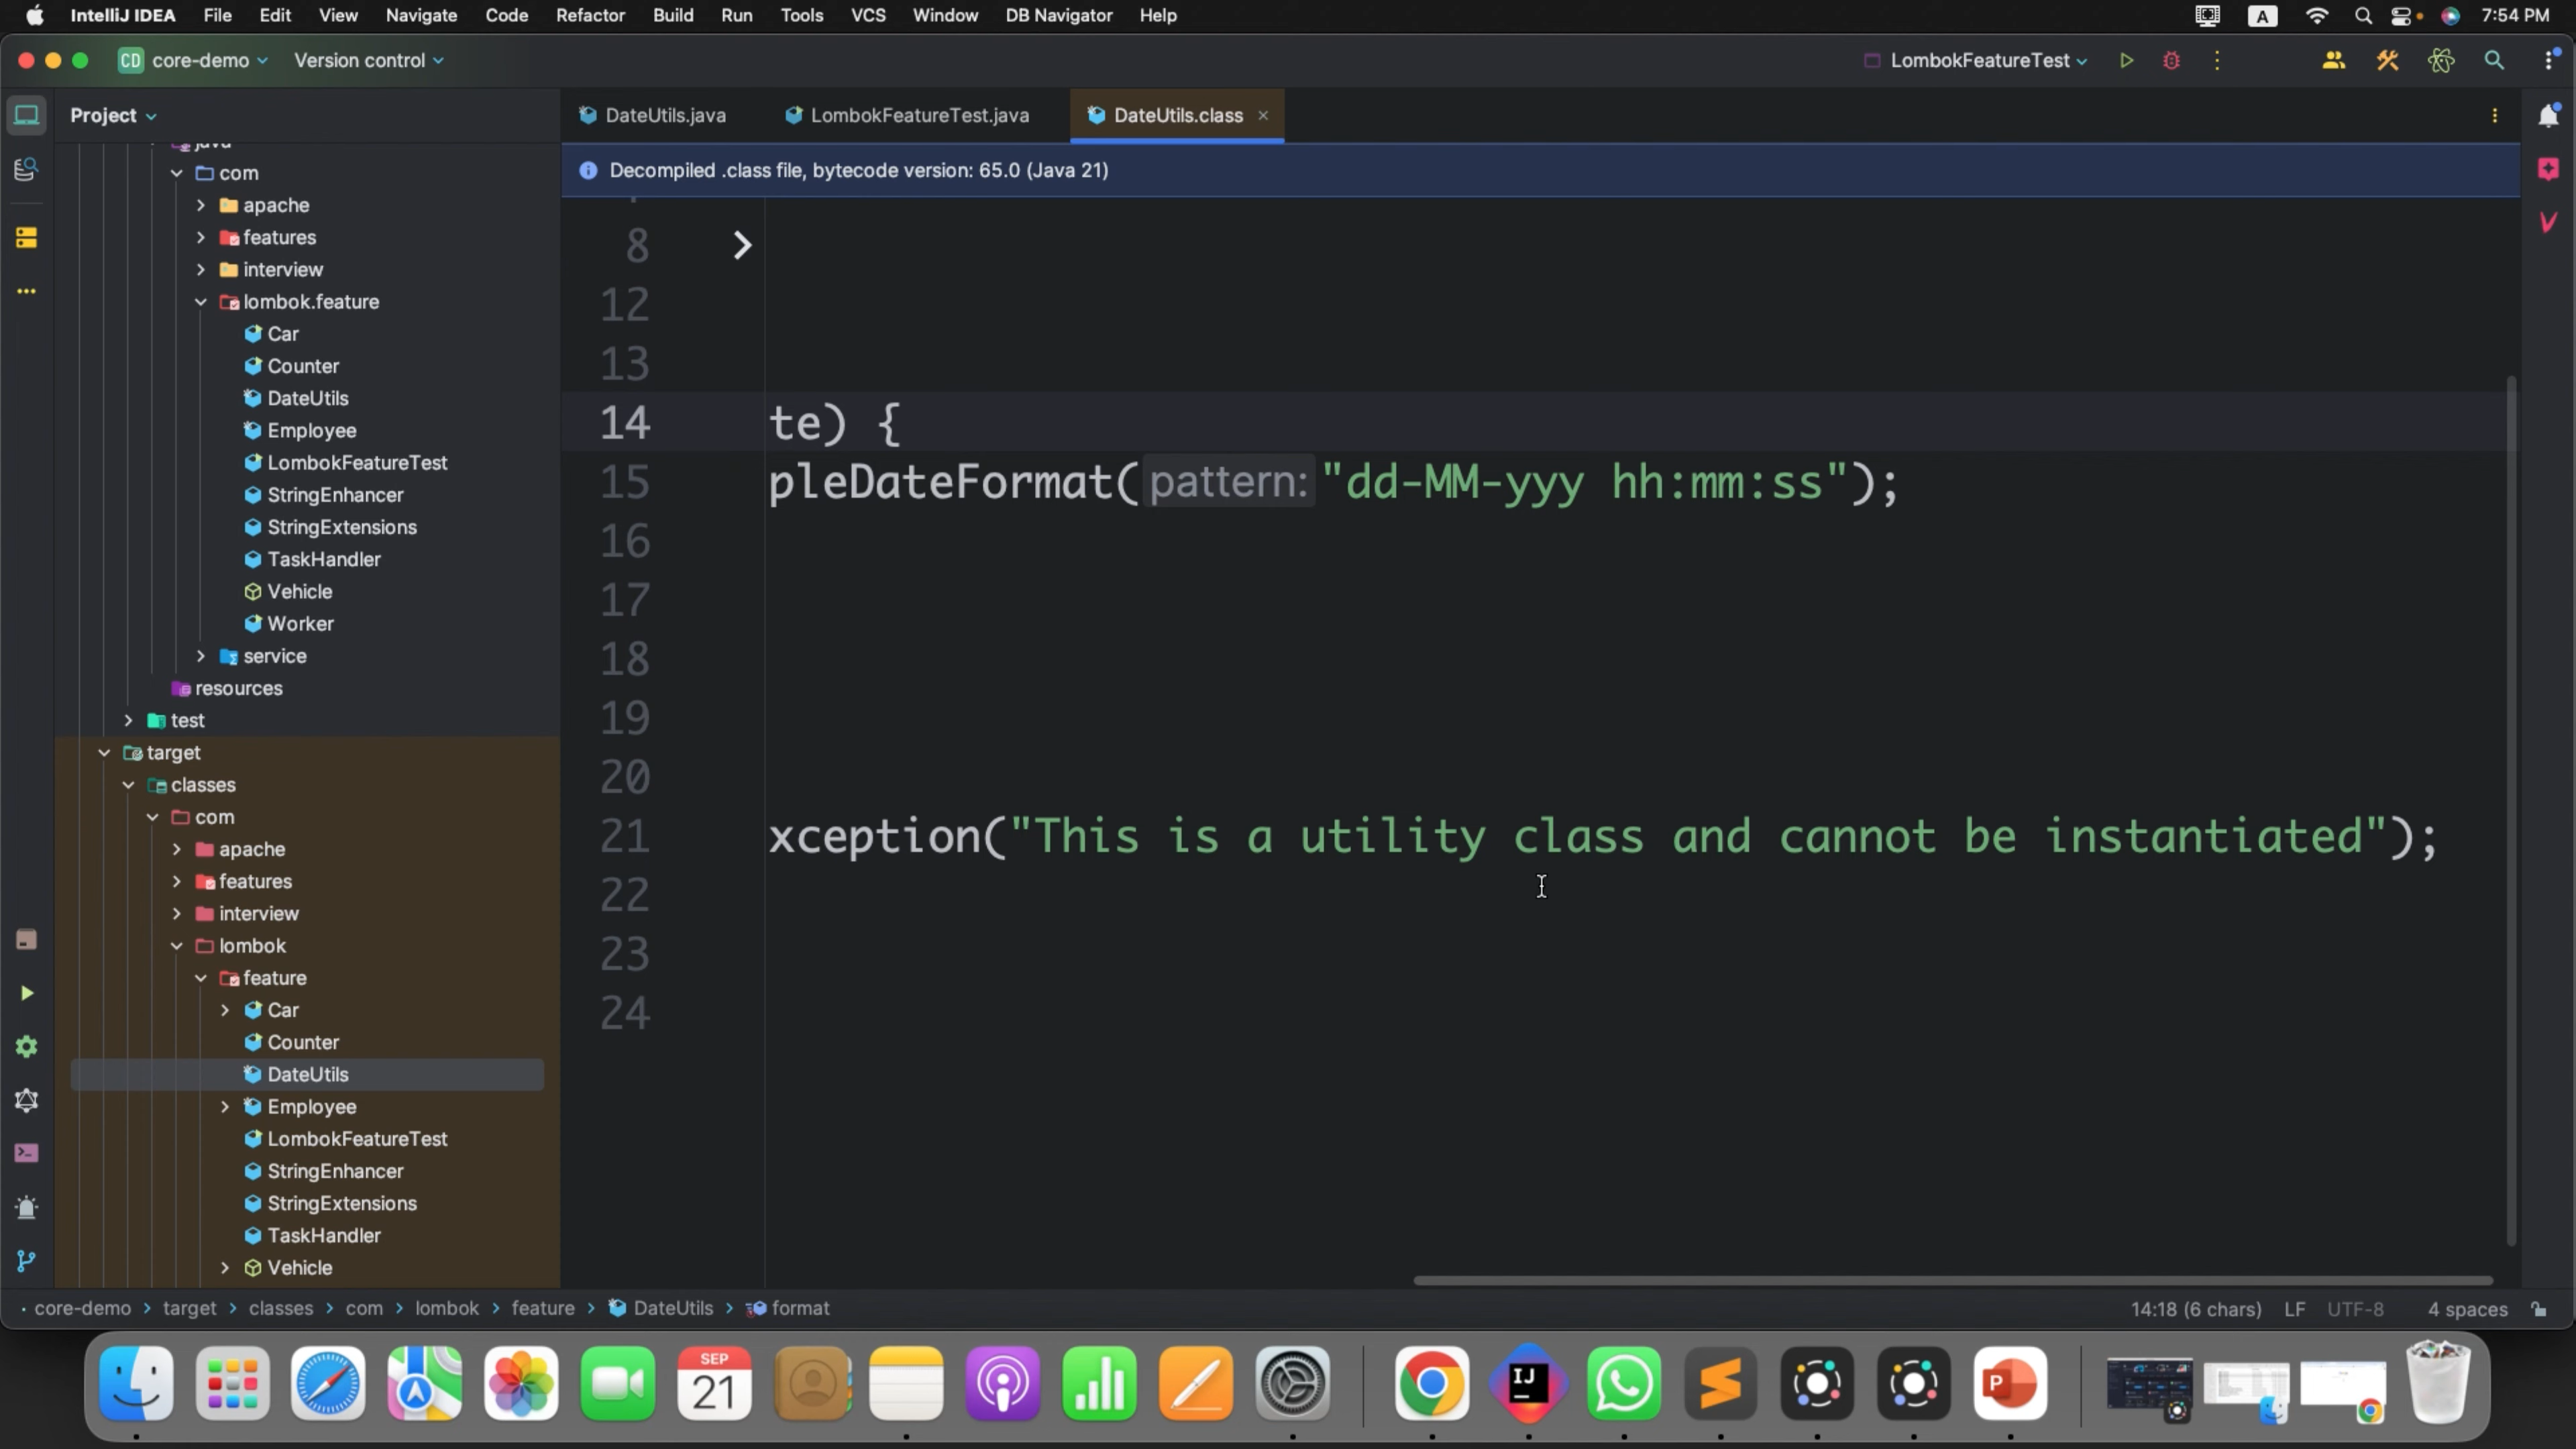 IntelliJ IDEA File Edit View Navigate Code Refactor Build Run Tools VCS Window DB Navigator Help A 7:54 PM
CD core-demo Version control LombokFeatureTest
Project
DateUtils.java LombokFeatureTest.java DateUtils.class
Decompiled .class file, bytecode version: 65.0 (Java 21)
java
com
apache
features
interview
lombok.feature
Car
Counter
DateUtils
Employee
LombokFeatureTest
StringEnhancer
StringExtensions
TaskHandler
Vehicle
Worker
service
resources
test
target
classes
com
apache
features
interview
lombok
feature
Car
Counter
DateUtils
Employee
LombokFeatureTest
StringEnhancer
StringExtensions
TaskHandler
Vehicle
8
12
13
14 te) {
15 pleDateFormat( pattern: "dd-MM-yyy hh:mm:ss");
16
17
18
19
20
21 xception("This is a utility class and cannot be instantiated");
22
23
24
core-demo > target > classes > com > lombok > feature > DateUtils > format 14:18 (6 chars) LF UTF-8 4 spaces
SEP
21
IJ
P